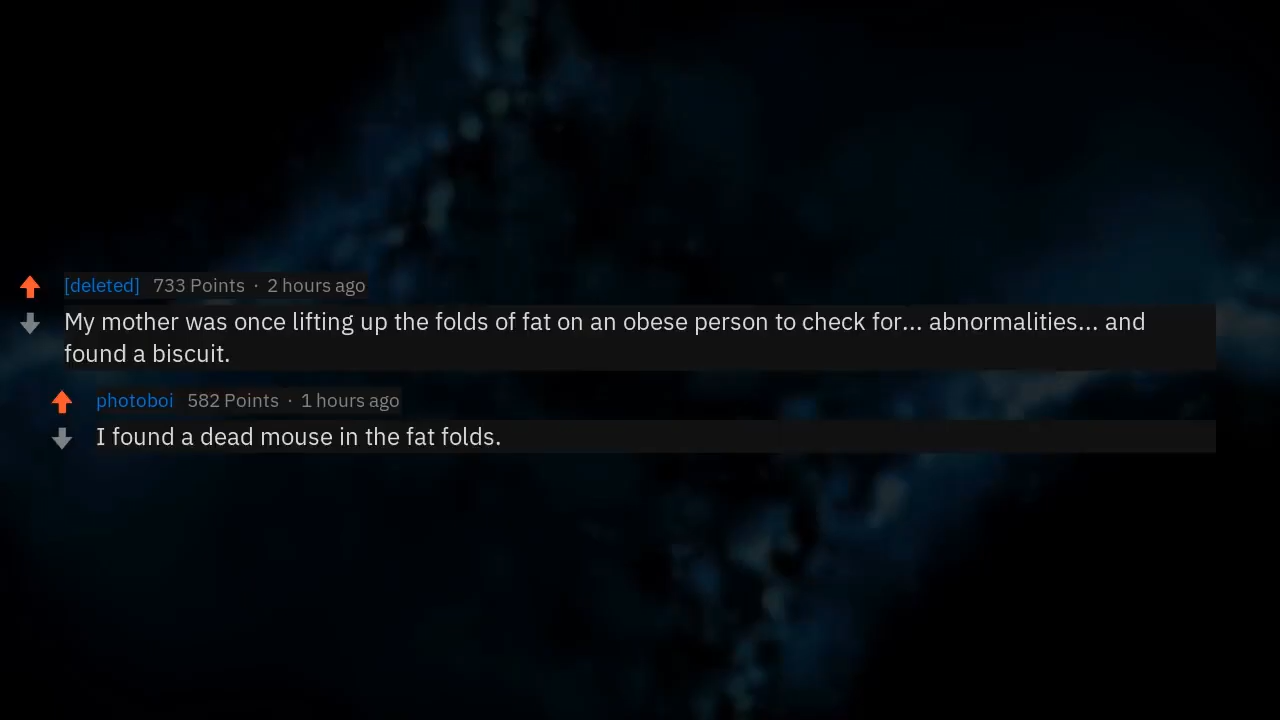 [deleted] 733 Points · 2 hours ago
My mother was once lifting up the folds of fat on an obese person to check for... abnormalities... and
found a biscuit.
photoboi 582 Points · 1 hours ago
I found a dead mouse in the fat folds.